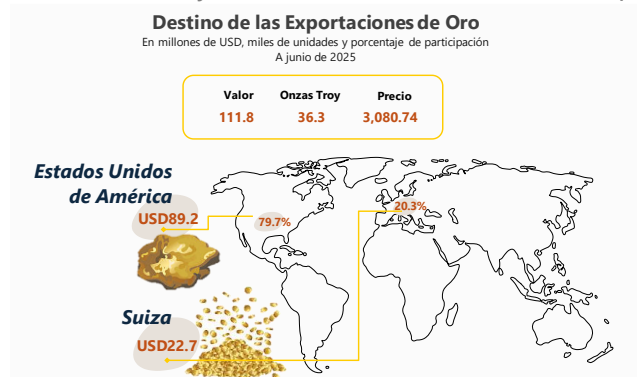 Destino de las Exportaciones de Oro
En millones de USD, miles de unidades y porcentaje de participación
A junio de 2025
Valor Onzas Troy Precio
111.8 36.3 3,080.74
Estados Unidos
de América
USD89.2
79.7%
20.3%
Suiza
USD22.7